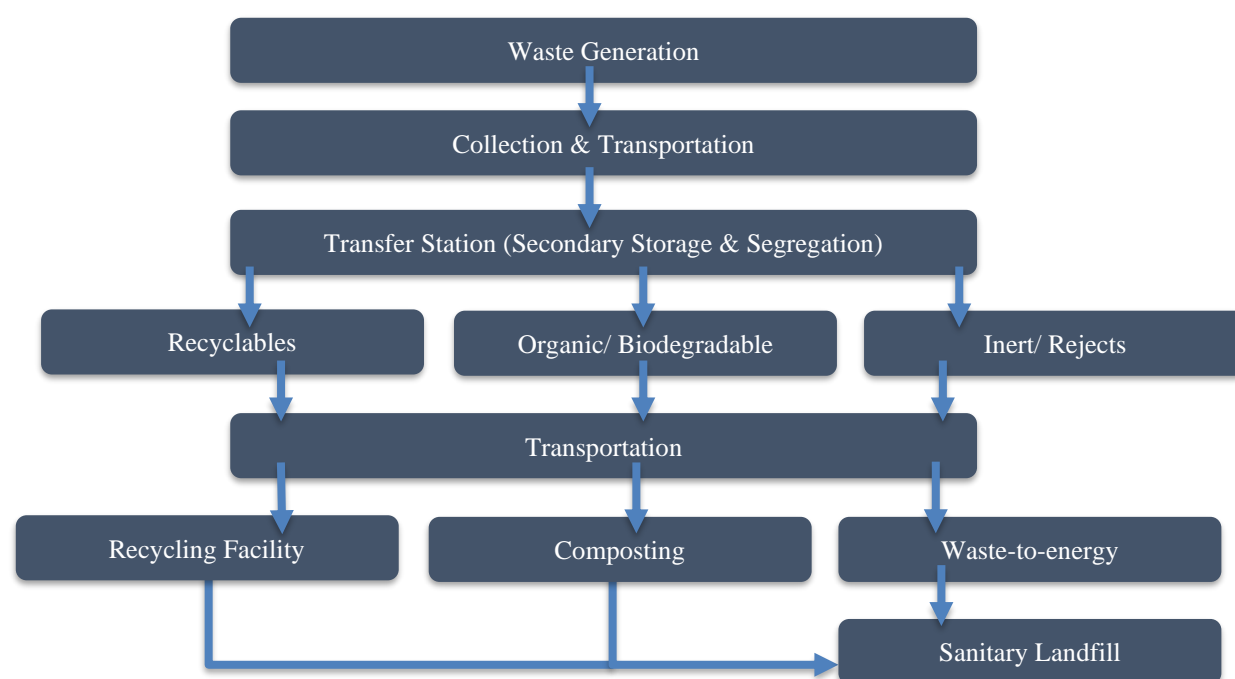 Waste Generation
Collection & Transportation
Transfer Station (Secondary Storage & Segregation)
Recyclables
Organic/ Biodegradable
Inert/ Rejects
Transportation
Recycling Facility
Composting
Waste-to-energy
Sanitary Landfill